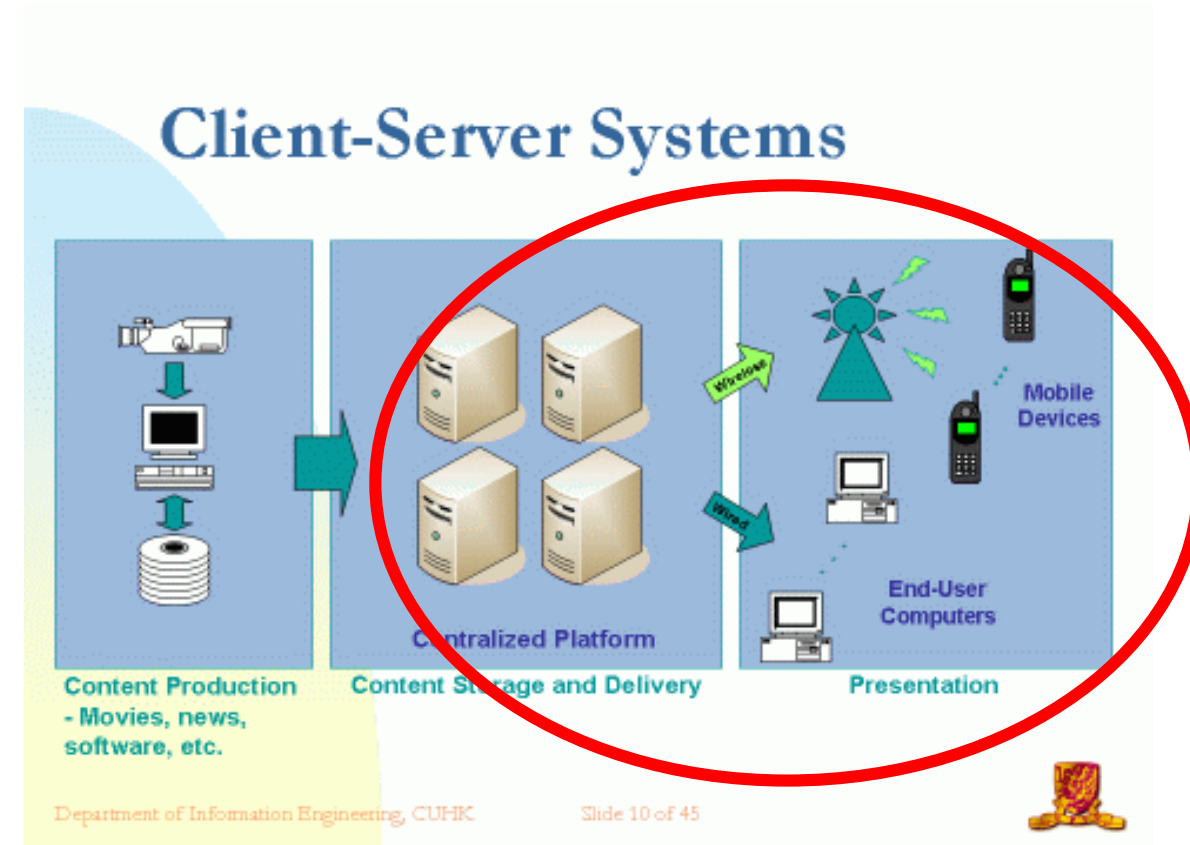 Client-Server Systems
Wireless
Mobile
Devices
Wired
End-User
Computers
Centralized Platform
Content Production
- Movies, news,
software, etc.
Content Storage and Delivery
Presentation
Department of Information Engineering, CUHK
Slide 10 of 45